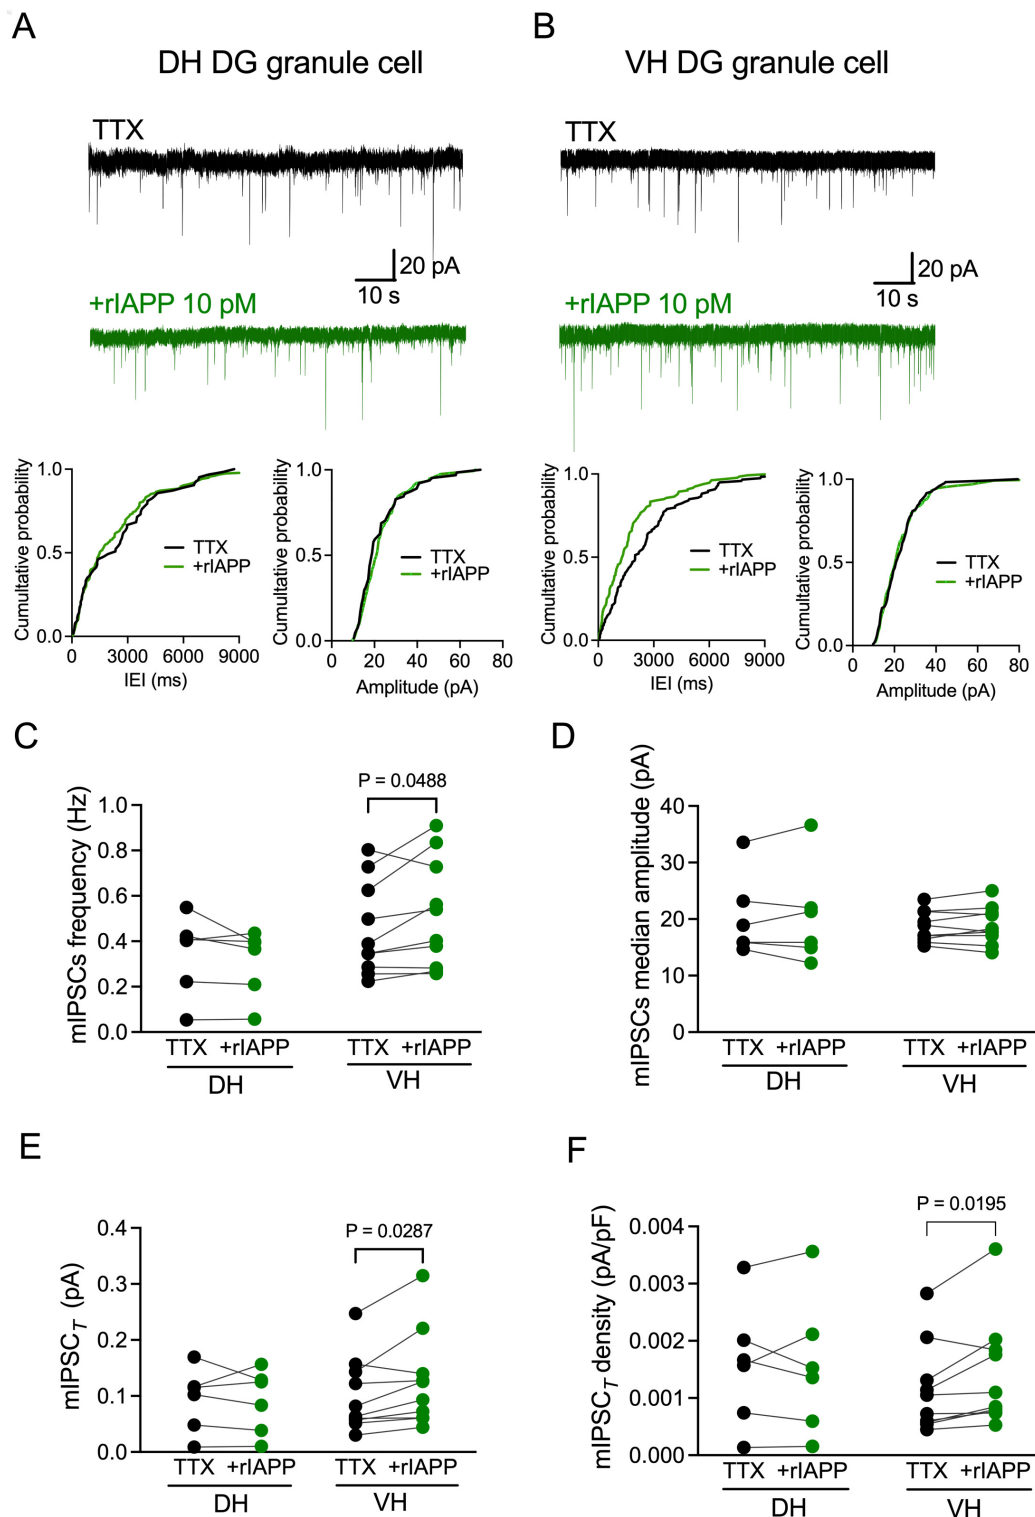 A
B
DH DG granule cell
VH DG granule cell
TTX
TTX
20 pA
10 s
20 pA
10 s
+rIAPP 10 pM
+rIAPP 10 pM
Cumultative probability
1.0
0.5
0.0
TTX
+rIAPP
0 3000 6000 9000
IEI (ms)
Cumultative probability
1.0
0.5
0.0
TTX
+rIAPP
0 20 40 60 80
Amplitude (pA)
Cumultative probability
1.0
0.5
0.0
TTX
+rIAPP
0 3000 6000 9000
IEI (ms)
Cumultative probability
1.0
0.5
0.0
TTX
+rIAPP
0 20 40 60 80
Amplitude (pA)
C
mIPSCs frequency (Hz)
1.0
0.8
0.6
0.4
0.2
0.0
P = 0.0488
TTX +rIAPP
TTX +rIAPP
DH
VH
D
mIPSCs median amplitude (pA)
40
30
20
10
0
TTX +rIAPP
TTX +rIAPP
DH
VH
E
mIPSC_T (pA)
0.4
0.3
0.2
0.1
0.0
P = 0.0287
TTX +rIAPP
TTX +rIAPP
DH
VH
F
mIPSC_T density (pA/pF)
0.004
0.003
0.002
0.001
0.000
P = 0.0195
TTX +rIAPP
TTX +rIAPP
DH
VH